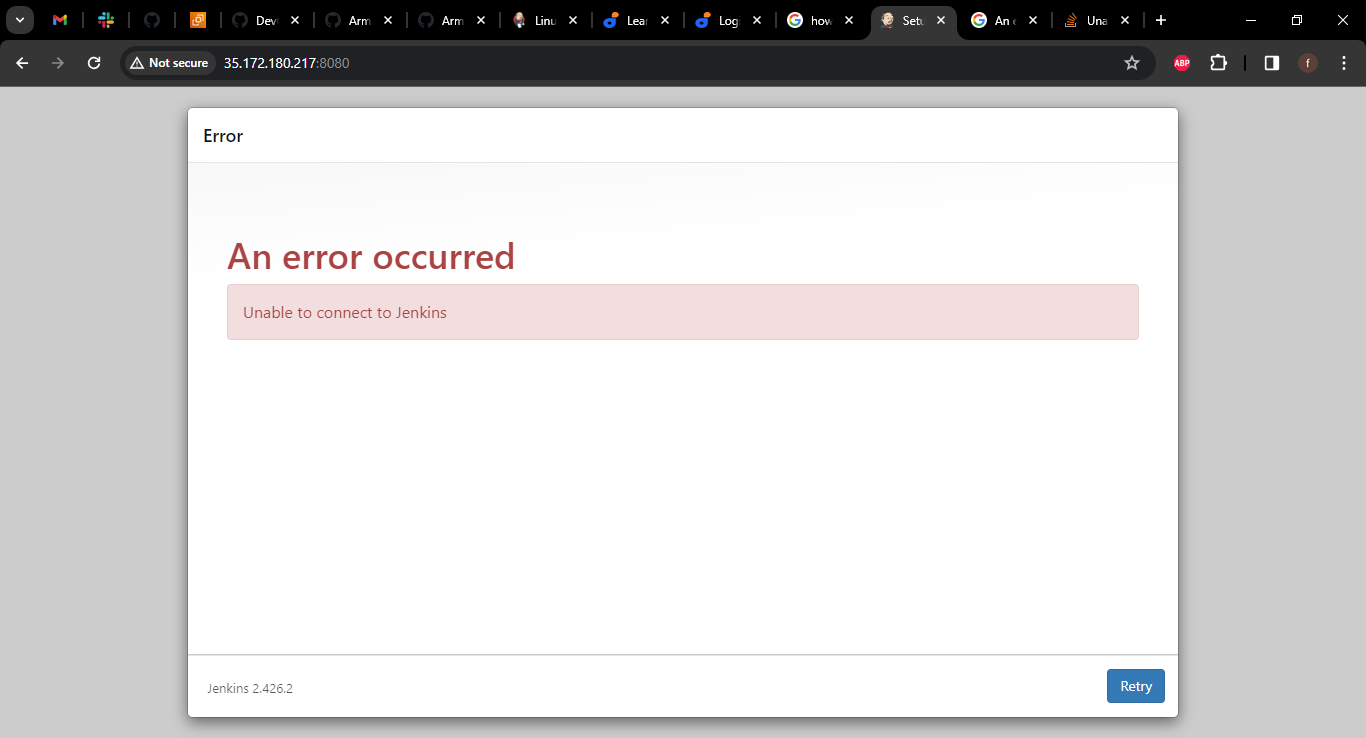 Devl
Arm
Arm
Linu
Lear
Logi
how
Setu
An e
Una
Not secure
35.172.180.217:8080
ABP
f
Error
An error occurred
Unable to connect to Jenkins
Jenkins 2.426.2
Retry